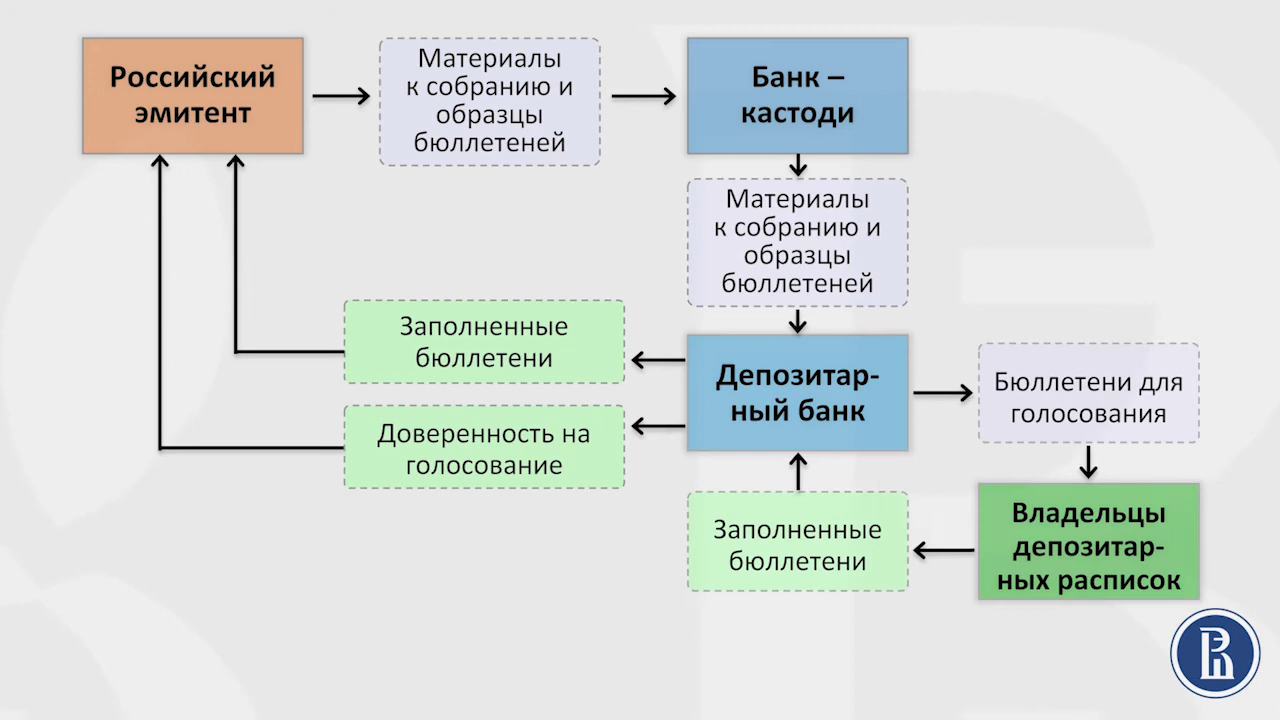 Российский
эмитент
Материалы
к собранию и
образцы
бюллетеней
Банк –
кастоди
Материалы
к собранию и
образцы
бюллетеней
Заполненные
бюллетени
Депозитар-
ный банк
Бюллетени для
голосования
Доверенность на
голосование
Заполненные
бюллетени
Владельцы
депозитар-
ных расписок